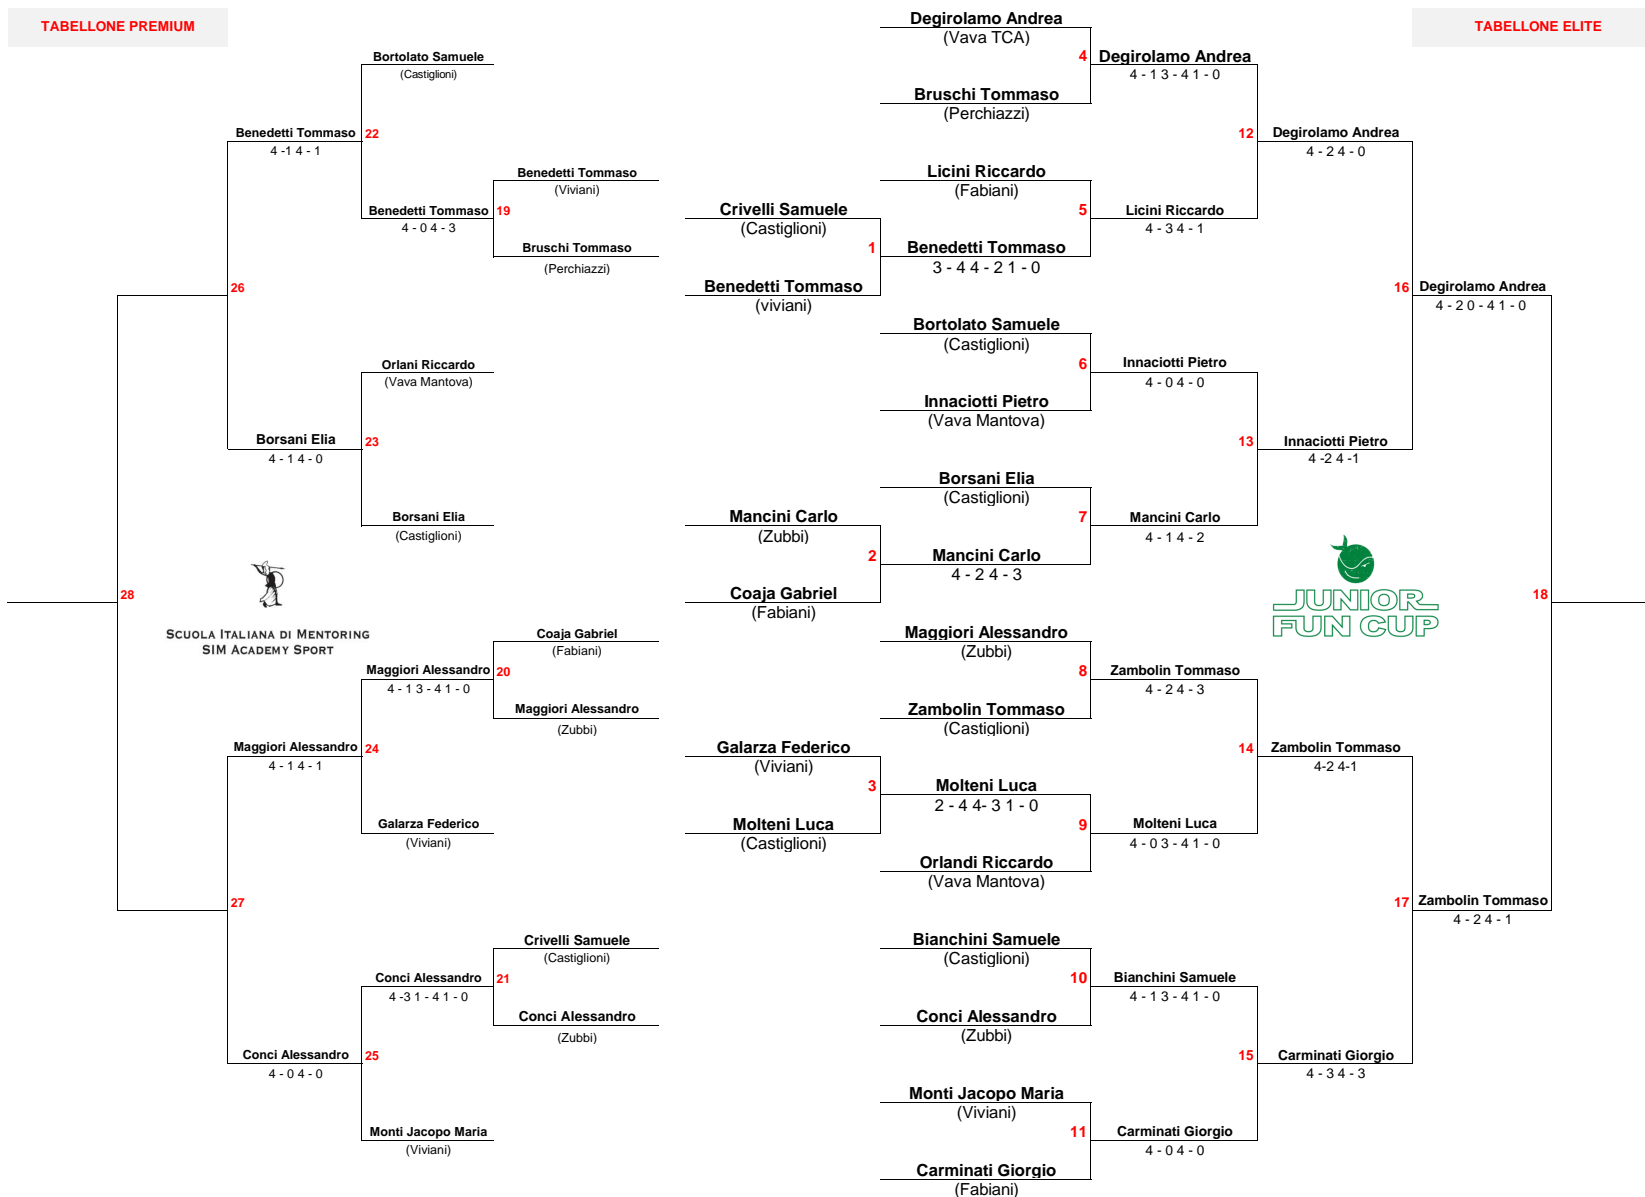 TABELLONE PREMIUM
TABELLONE ELITE
Bortolato Samuele
(Castiglioni)
22
Benedetti Tommaso
4 -1 4 - 1
Benedetti Tommaso
(Viviani)
Benedetti Tommaso
4 - 0 4 - 3
19
Bruschi Tommaso
(Perchiazzi)
26
Orlani Riccardo
(Vava Mantova)
Borsani Elia
4 - 1 4 - 0
23
Borsani Elia
(Castiglioni)
28
SCUOLA ITALIANA DI MENTORING
SIM ACADEMY SPORT
Coaja Gabriel
(Fabiani)
Maggiori Alessandro
4 - 1 3 - 4 1 - 0
20
Maggiori Alessandro
(Zubbi)
Maggiori Alessandro
4 - 1 4 - 1
24
Galarza Federico
(Viviani)
27
Crivelli Samuele
(Castiglioni)
Conci Alessandro
4 -3 1 - 4 1 - 0
21
Conci Alessandro
(Zubbi)
Conci Alessandro
4 - 0 4 - 0
25
Monti Jacopo Maria
(Viviani)
Crivelli Samuele
(Castiglioni)
1
Benedetti Tommaso
(viviani)
Mancini Carlo
(Zubbi)
2
Coaja Gabriel
(Fabiani)
Galarza Federico
(Viviani)
3
Molteni Luca
(Castiglioni)
Degirolamo Andrea
(Vava TCA)
4
Bruschi Tommaso
(Perchiazzi)
Licini Riccardo
(Fabiani)
5
Benedetti Tommaso
3 - 4 4 - 2 1 - 0
Bortolato Samuele
(Castiglioni)
6
Innaciotti Pietro
(Vava Mantova)
Borsani Elia
(Castiglioni)
7
Mancini Carlo
4 - 2 4 - 3
Maggiori Alessandro
(Zubbi)
8
Zambolin Tommaso
(Castiglioni)
Molteni Luca
2 - 4 4- 3 1 - 0
9
Orlandi Riccardo
(Vava Mantova)
Bianchini Samuele
(Castiglioni)
10
Conci Alessandro
(Zubbi)
Monti Jacopo Maria
(Viviani)
11
Carminati Giorgio
(Fabiani)
Degirolamo Andrea
4 - 1 3 - 4 1 - 0
12
Licini Riccardo
4 - 3 4 - 1
Innaciotti Pietro
4 - 0 4 - 0
13
Mancini Carlo
4 - 1 4 - 2
Zambolin Tommaso
4 - 2 4 - 3
14
Molteni Luca
4 - 0 3 - 4 1 - 0
Bianchini Samuele
4 - 1 3 - 4 1 - 0
15
Carminati Giorgio
4 - 0 4 - 0
Degirolamo Andrea
4 - 2 4 - 0
16
Innaciotti Pietro
4 -2 4 -1
Zambolin Tommaso
4-2 4-1
17
Carminati Giorgio
4 - 3 4 - 3
Degirolamo Andrea
4 - 2 0 - 4 1 - 0
JUNIOR
FUN CUP
18
Zambolin Tommaso
4 - 2 4 - 1